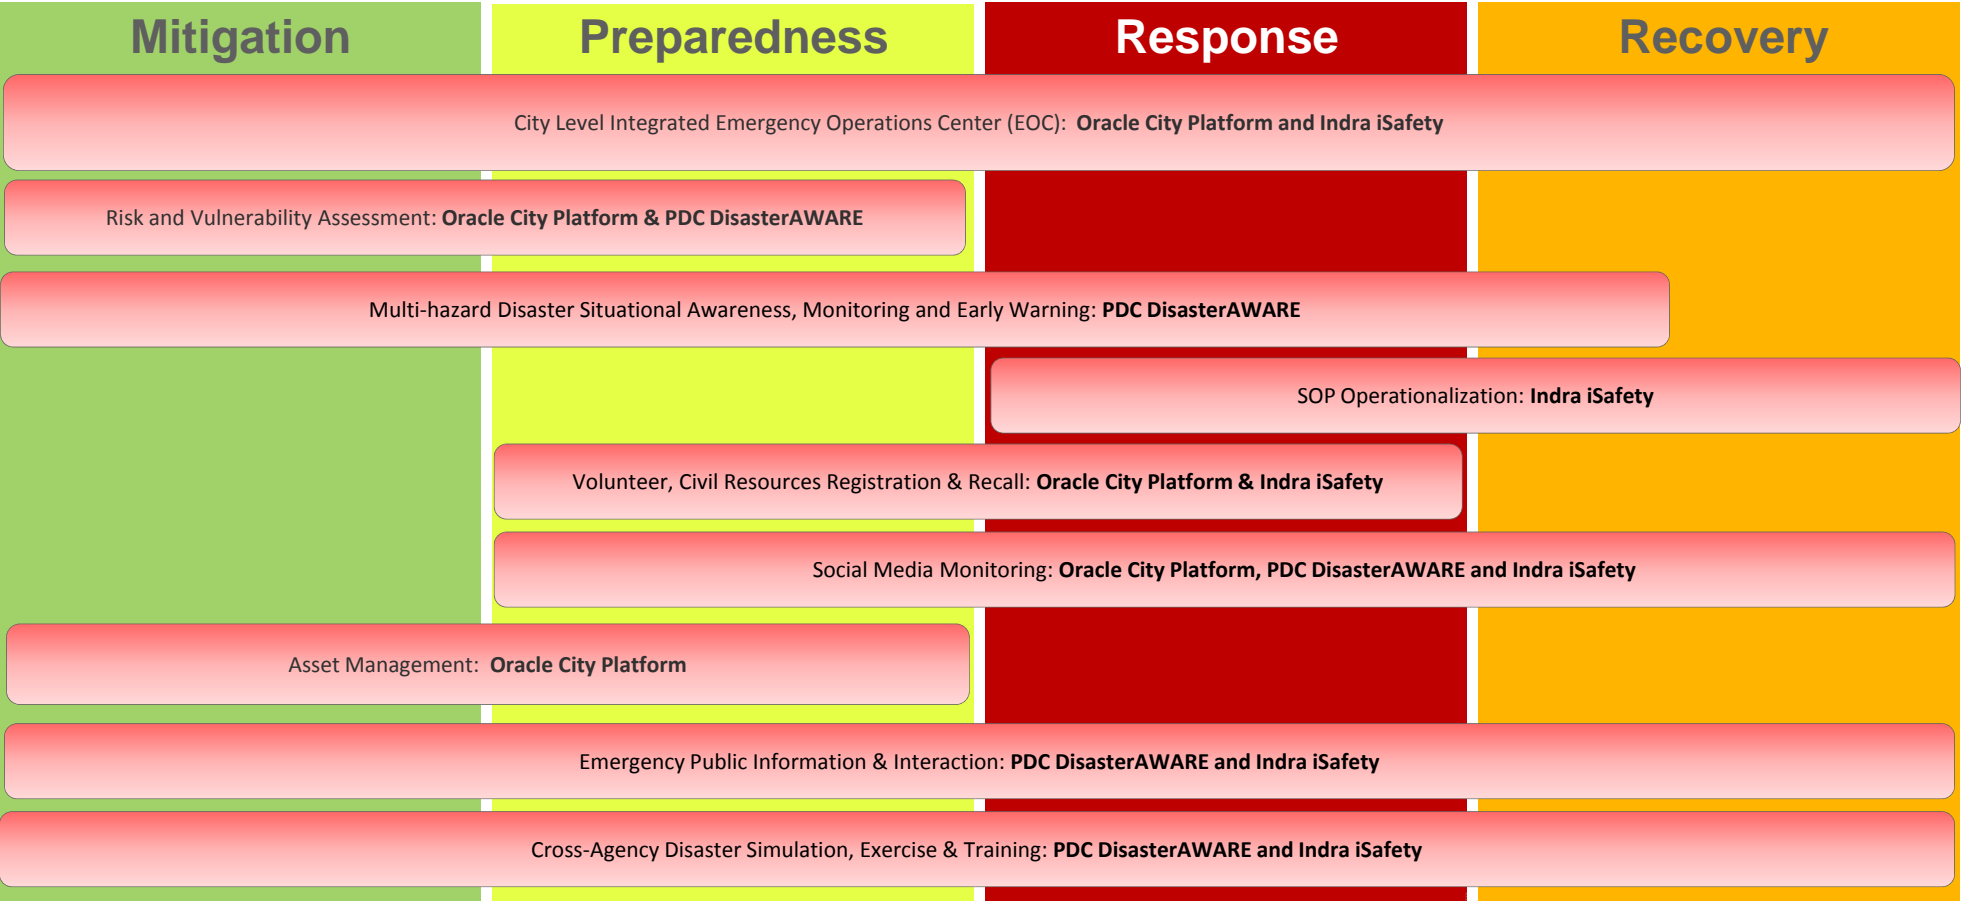 Mitigation
Preparedness
Response
Recovery
City Level Integrated Emergency Operations Center (EOC): Oracle City Platform and Indra iSafety
Risk and Vulnerability Assessment: Oracle City Platform & PDC DisasterAWARE
Multi-hazard Disaster Situational Awareness, Monitoring and Early Warning: PDC DisasterAWARE
SOP Operationalization: Indra iSafety
Volunteer, Civil Resources Registration & Recall: Oracle City Platform & Indra iSafety
Social Media Monitoring: Oracle City Platform, PDC DisasterAWARE and Indra iSafety
Asset Management: Oracle City Platform
Emergency Public Information & Interaction: PDC DisasterAWARE and Indra iSafety
Cross-Agency Disaster Simulation, Exercise & Training: PDC DisasterAWARE and Indra iSafety